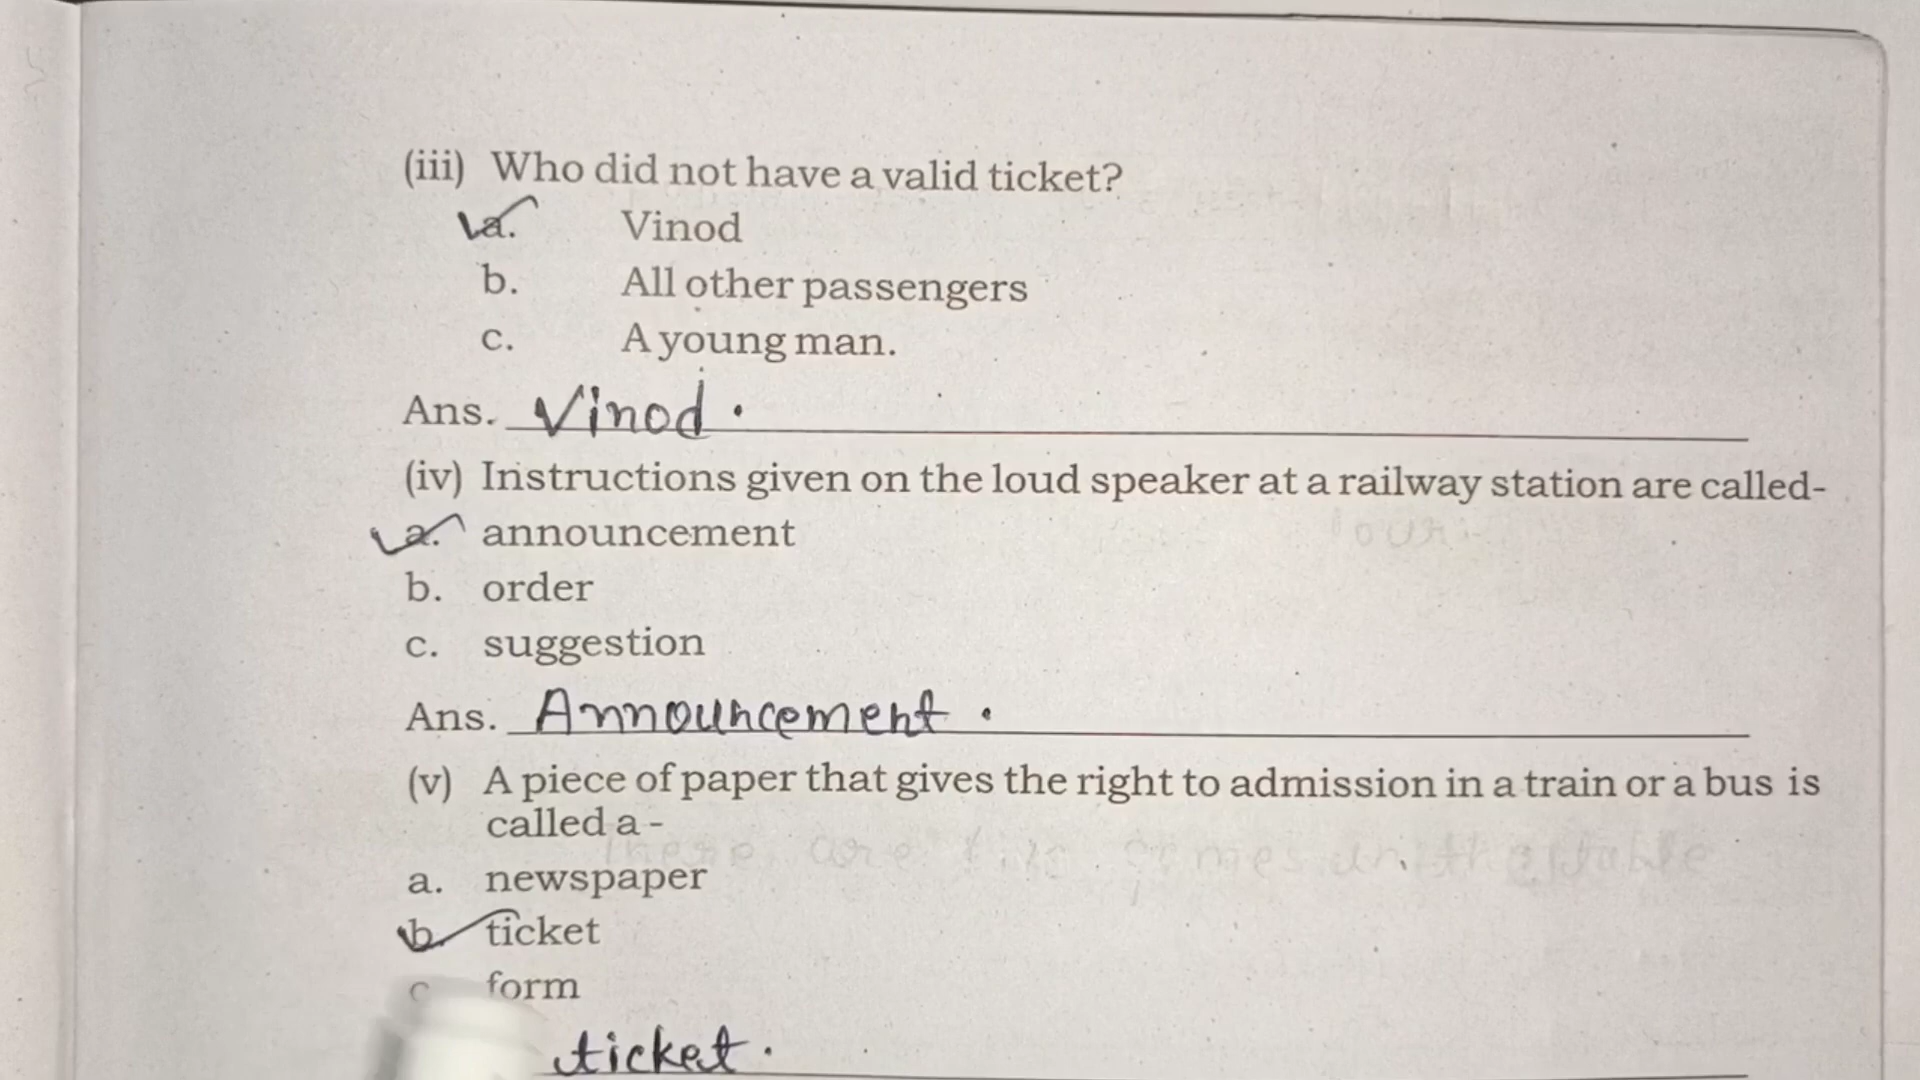 (iii) Who did not have a valid ticket?
a. Vinod
b. All other passengers
c. A young man.
Ans. Vinod.
(iv) Instructions given on the loud speaker at a railway station are called-
a. announcement
b. order
c. suggestion
Ans. Announcement.
(v) A piece of paper that gives the right to admission in a train or a bus is
called a -
a. newspaper
b. ticket
c form
ticket.